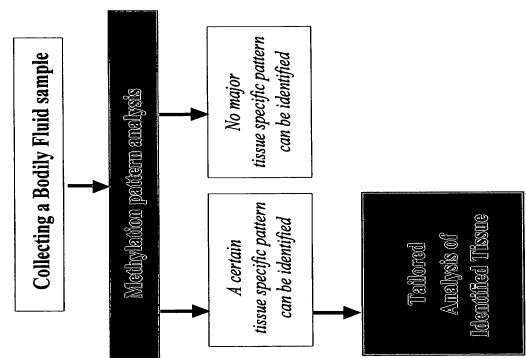 Collecting a Bodily Fluid sample
Methylation pattern analysis
A certain
tissue specific pattern
can be identified
No major
tissue specific pattern
can be identified
Tailored
Analysis of
Identified Tissue